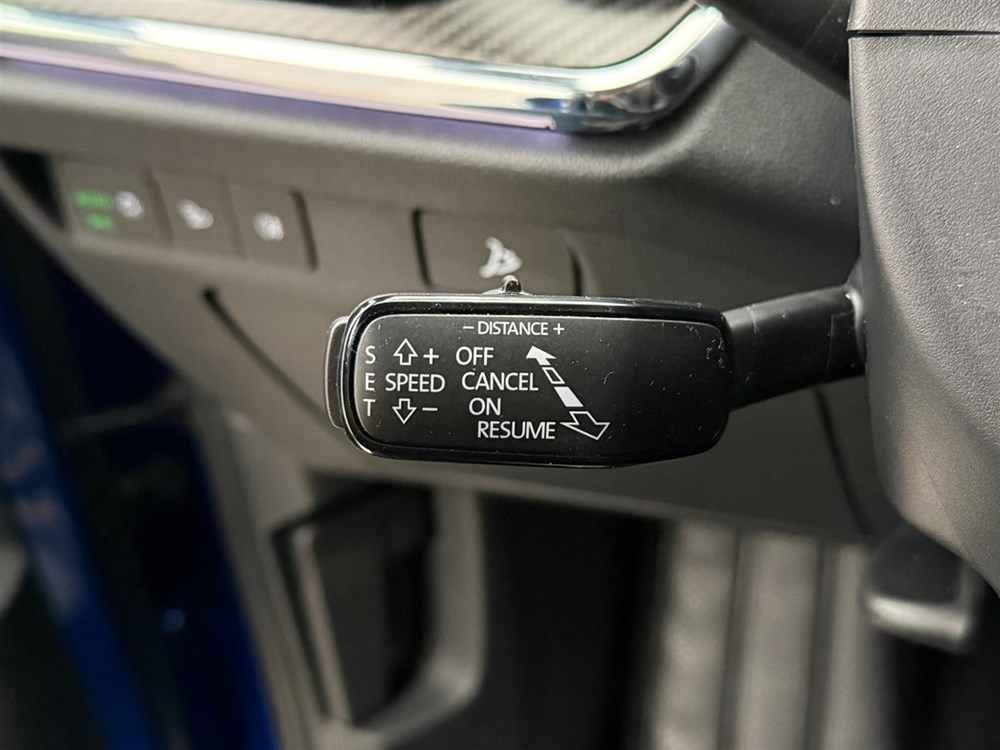 − DISTANCE +
S ⇧ + OFF
E SPEED CANCEL
T ⇩ − ON
RESUME